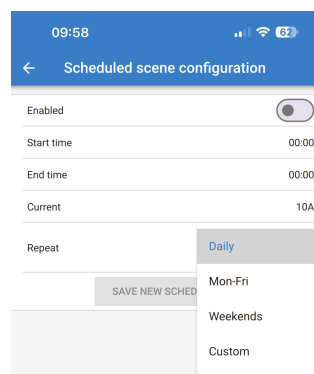 09:58 62
Scheduled scene configuration
Enabled
Start time 00:00
End time 00:00
Current 10A
Repeat Daily
Mon-Fri
SAVE NEW SCHED
Weekends
Custom